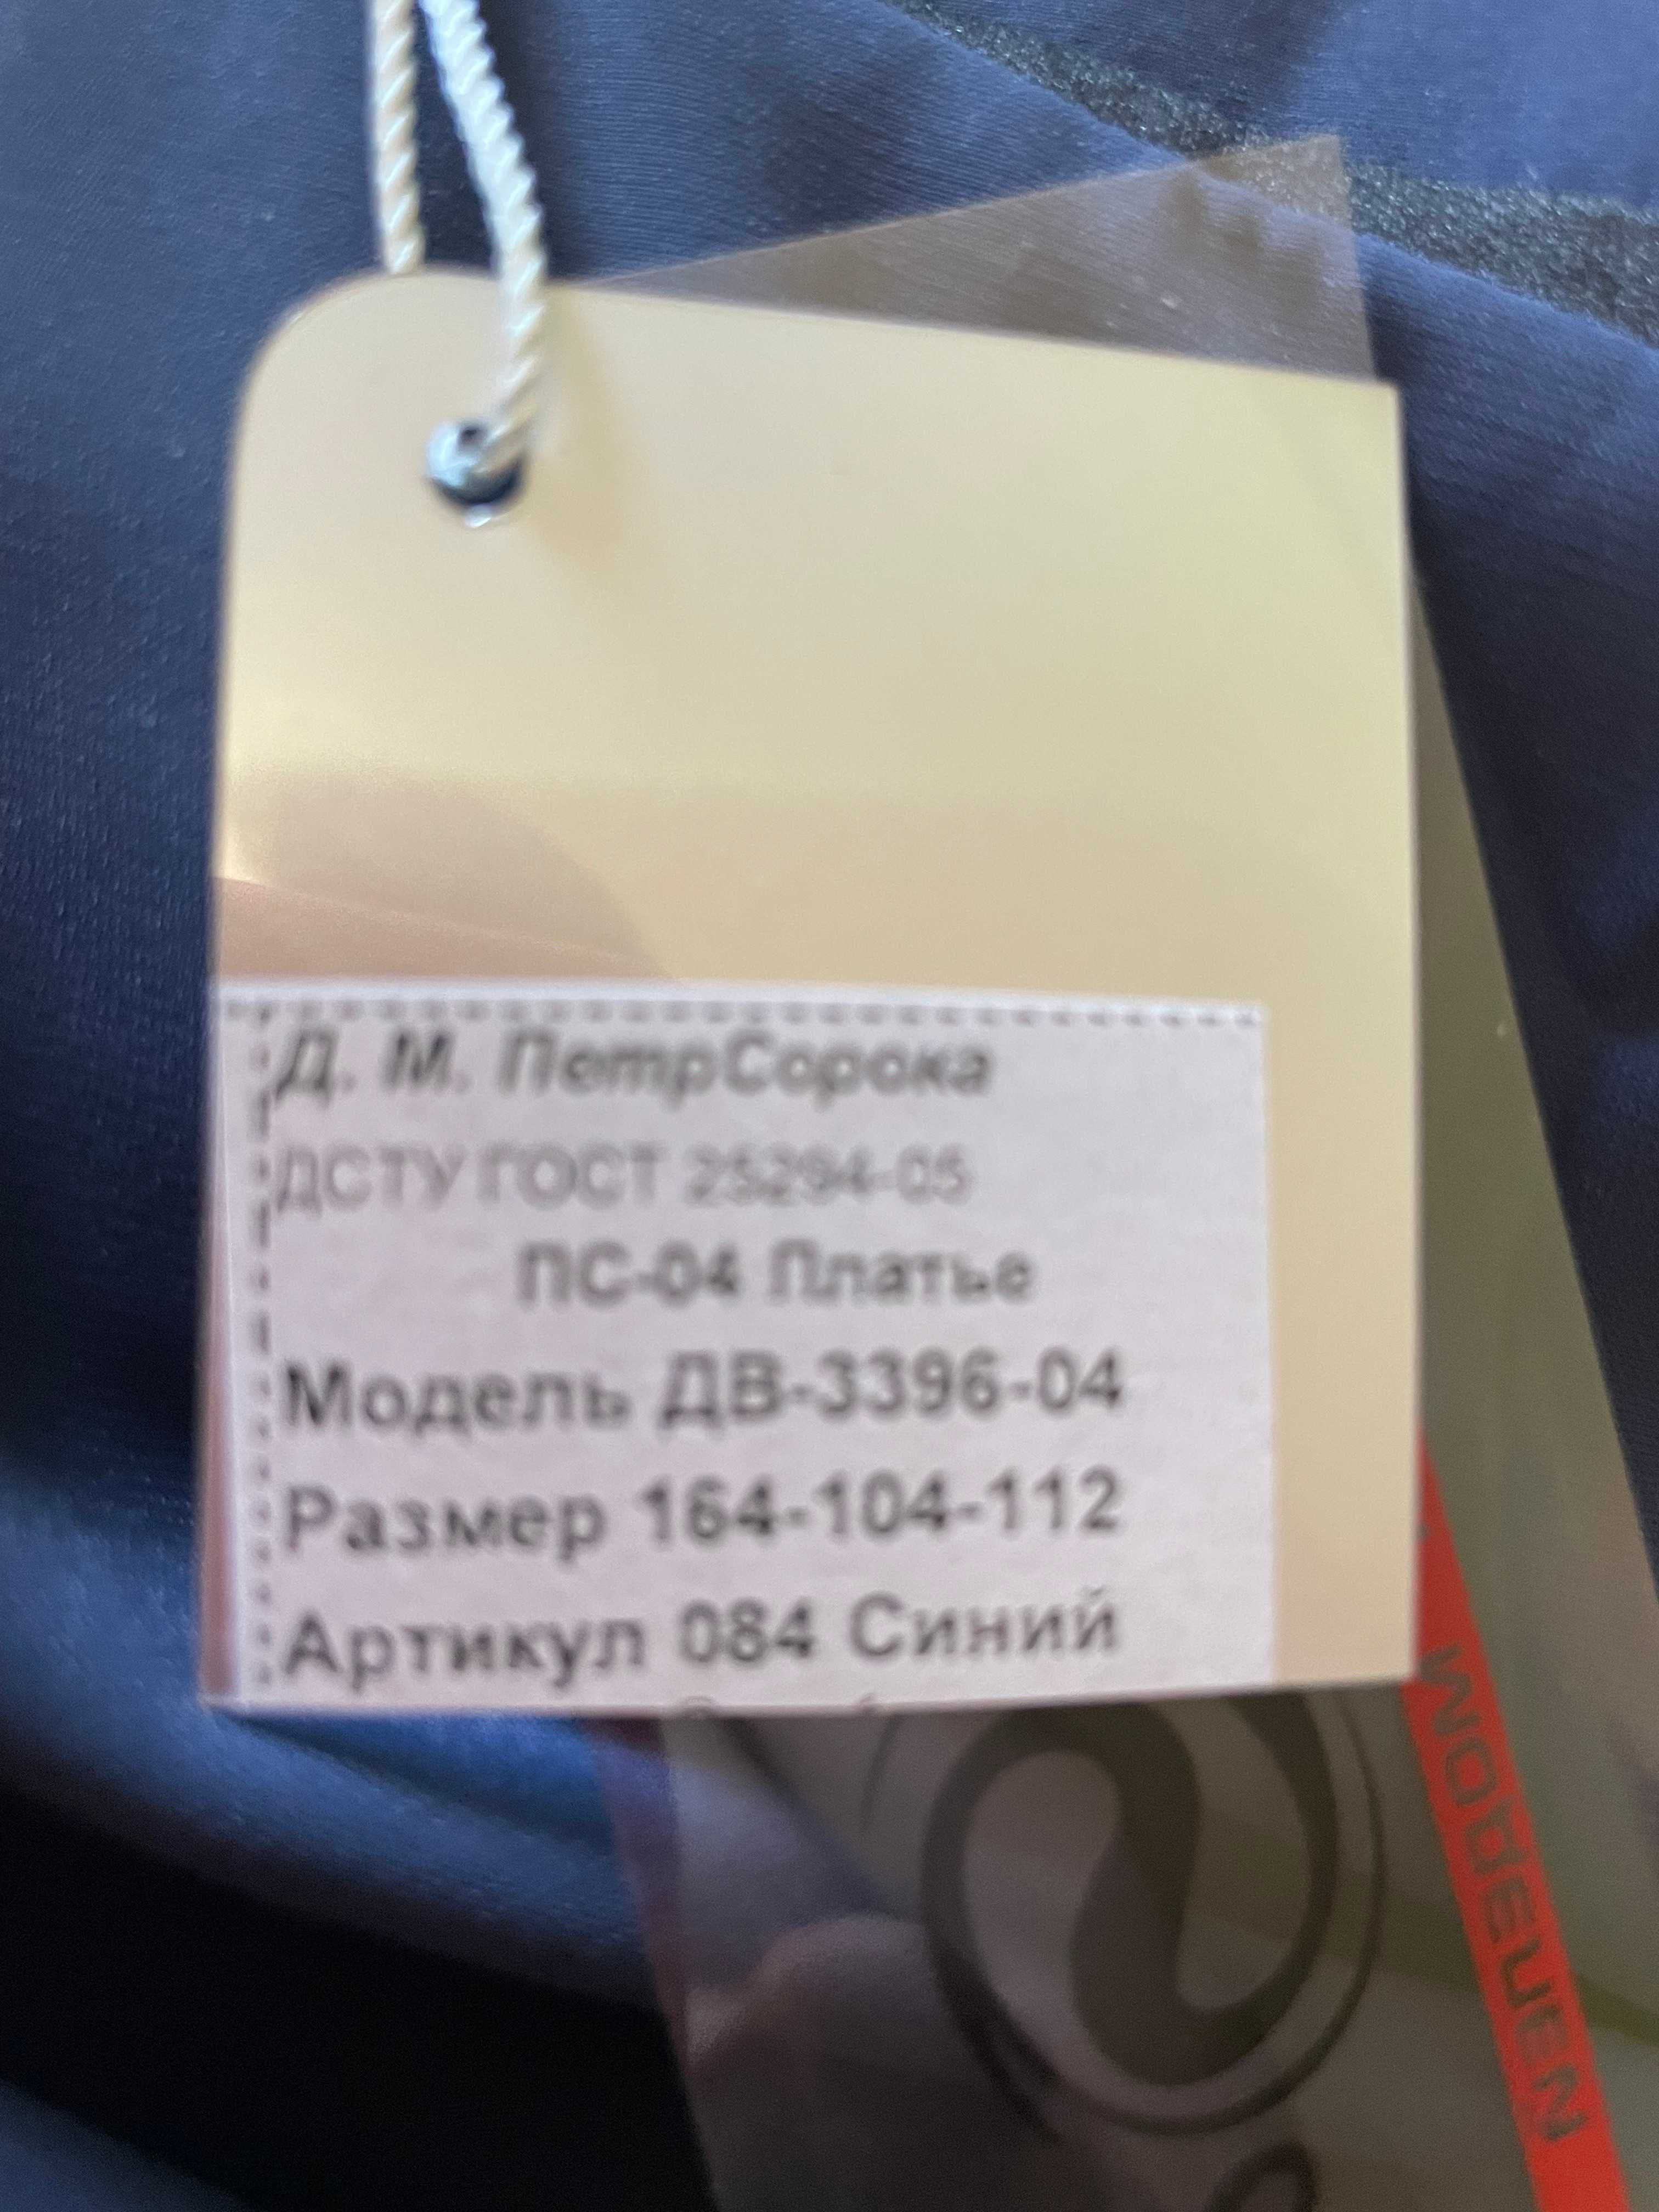 Д. М. ПетрСорока
ДСТУ ГОСТ 25294-05
ПС-04 Платье
Модель ДВ-3396-04
Размер 164-104-112
Артикул 084 Синий